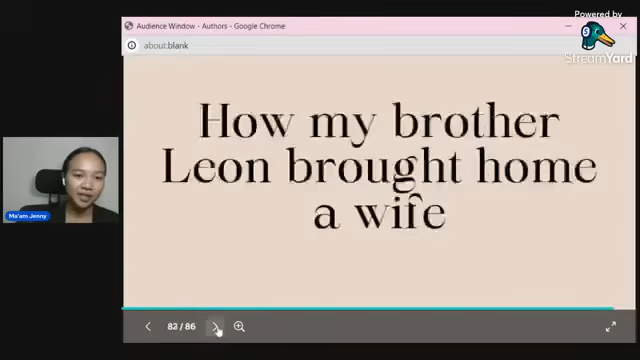 Powered by
StreamYard
Audience Window - Authors - Google Chrome
about:blank
How my brother
Leon brought home
a wife
Ma'am Jenny
82 / 86